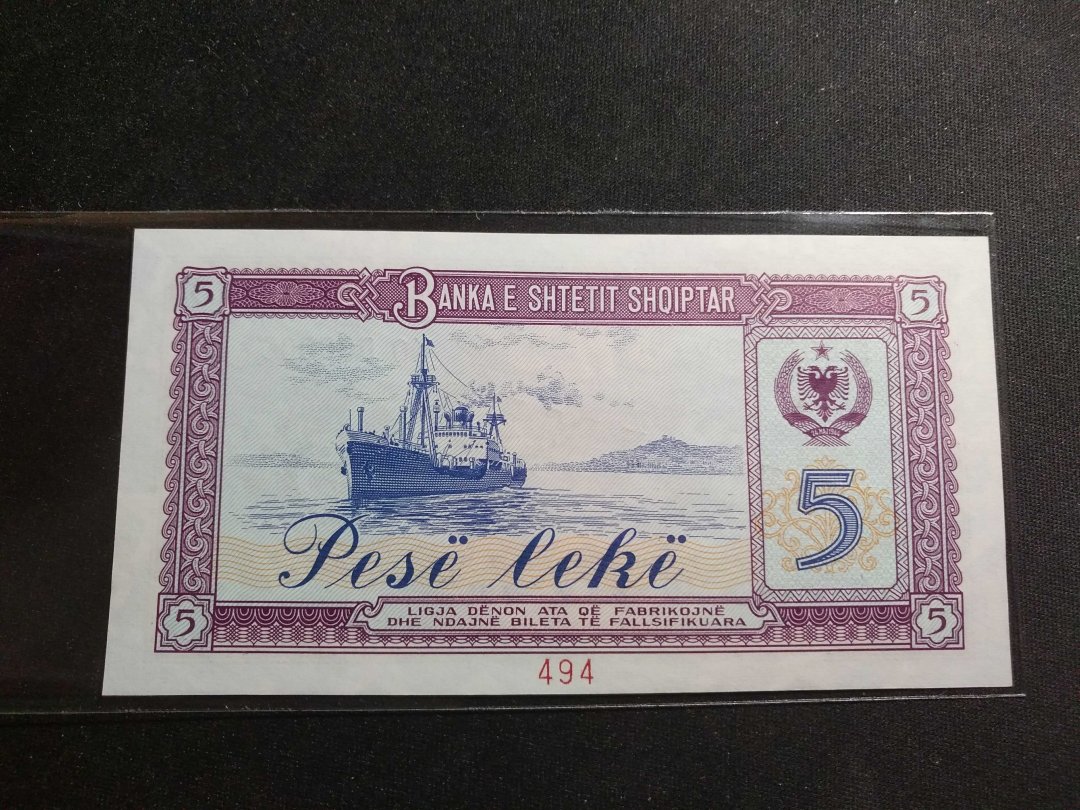 5 BANKA E SHTETIT SHQIPTAR 5
5
Pesë lekë
5 LIGJA DËNON ATA QË FABRIKOJNË 5
DHE NDAJNË BILETA TË FALLSIFIKUARA
494